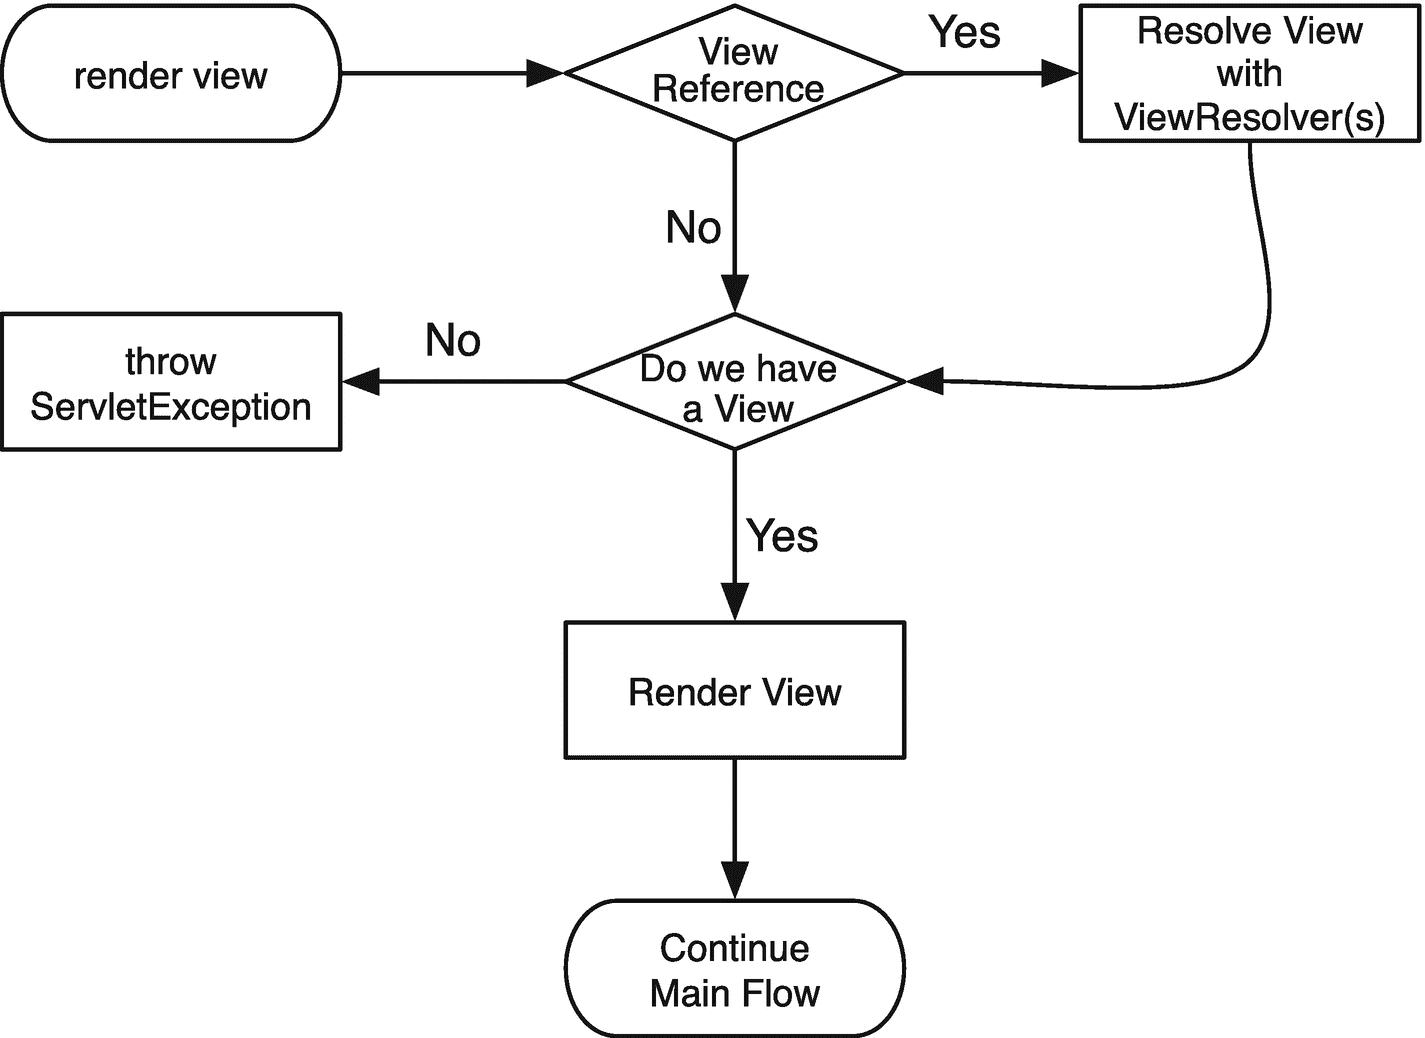 render view
View
Reference
Yes
Resolve View
with
ViewResolver(s)
No
throw
ServletException
No
Do we have
a View
Yes
Render View
Continue
Main Flow